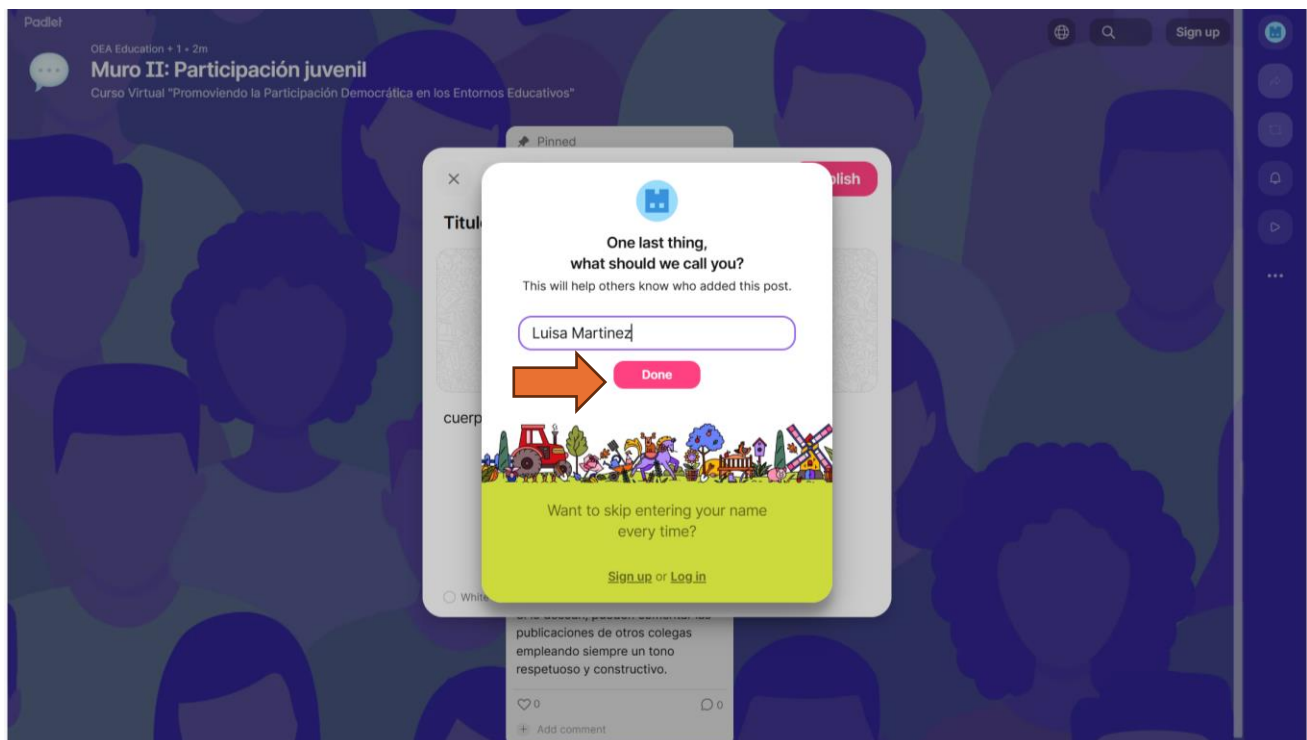 Padlet
OEA Education + 1 • 2m
Muro II: Participación juvenil
Curso Virtual "Promoviendo la Participación Democrática en los Entornos Educativos"
Sign up
Pinned
One last thing,
what should we call you?
This will help others know who added this post.
Luisa Martinez
Done
Want to skip entering your name
every time?
Sign up or Log in
White
publicaciones de otros colegas
empleando siempre un tono
respetuoso y constructivo.
0
0
Add comment